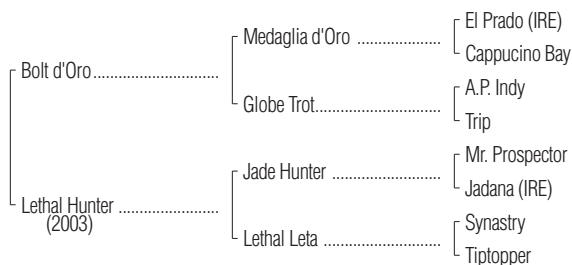 El Prado (IRE)
Medaglia d'Oro ....................
Cappucino Bay
Bolt d'Oro ..............................
A.P. Indy
Globe Trot..............................
Trip
Mr. Prospector
Jade Hunter ..........................
Jadana (IRE)
Lethal Hunter ........................
(2003)
Synastry
Lethal Leta ............................
Tiptopper